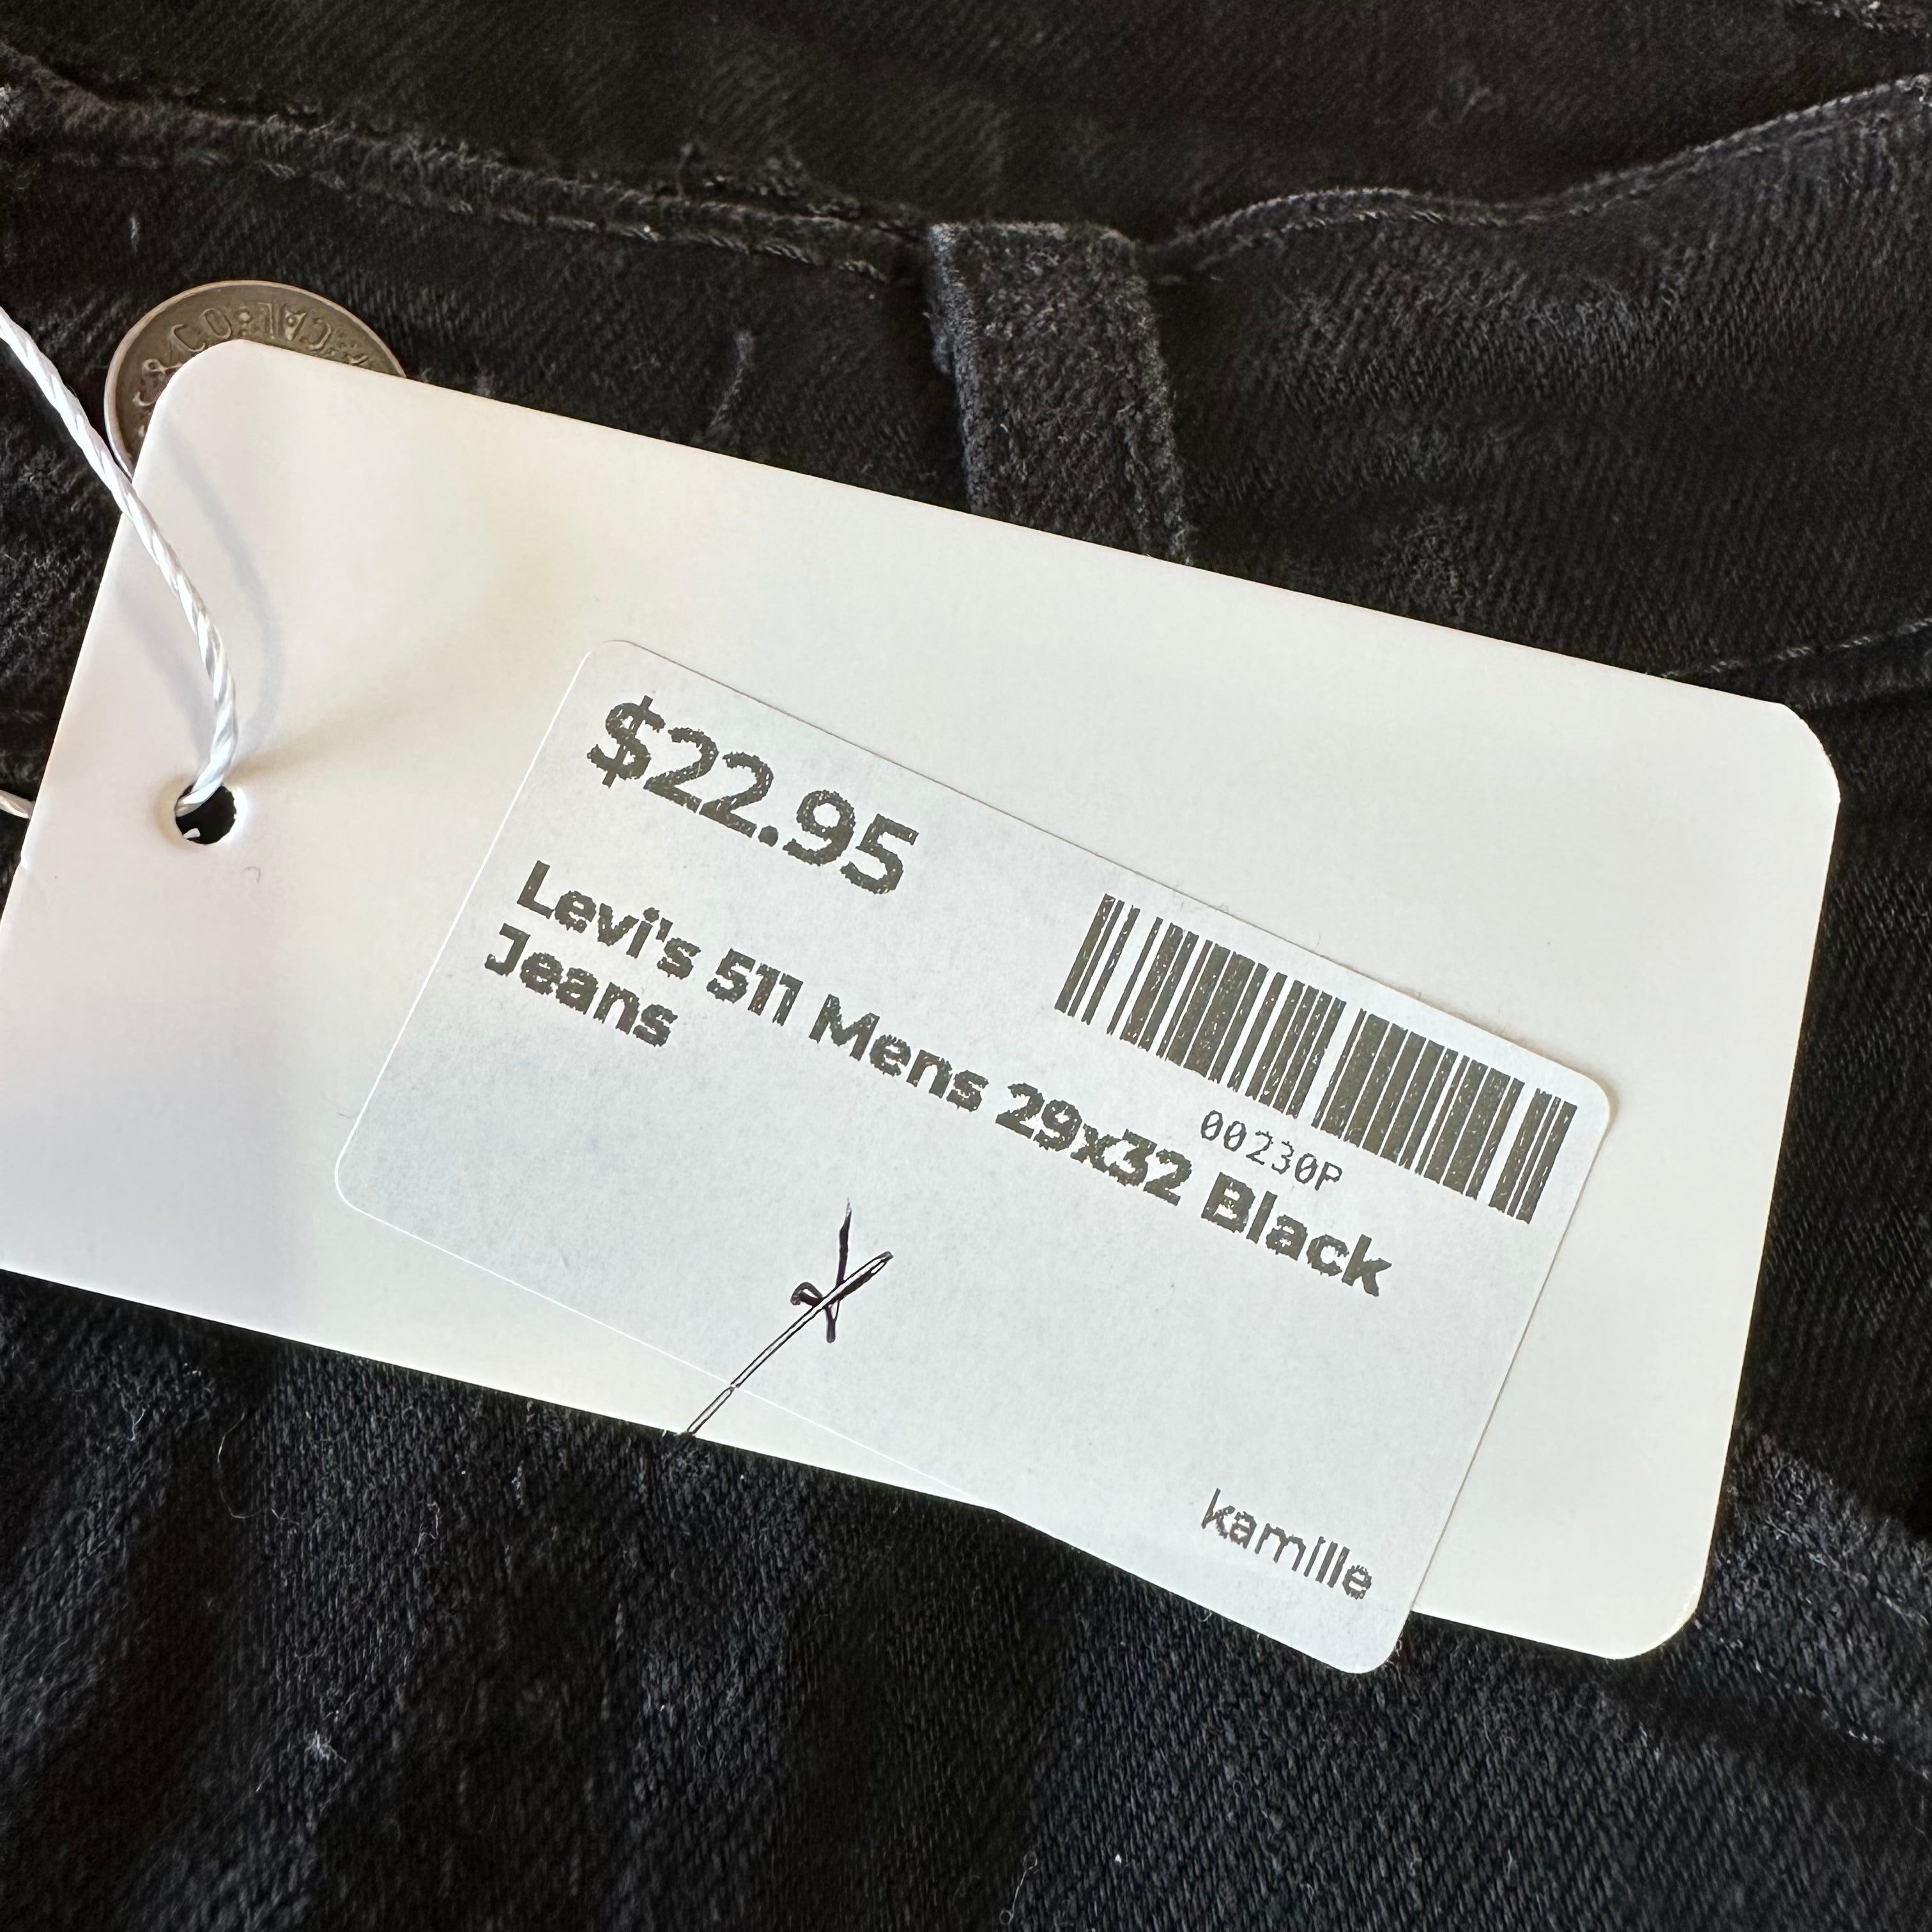 $22.95
00230P
Levi's 511 Mens 29x32 Black
Jeans
kamille